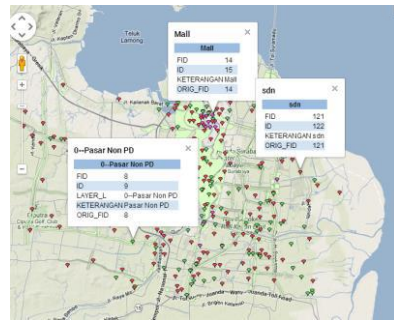 Teluk
Lamong
Mall
Mall
FID 14
ID 15
KETERANGAN Mall
ORIG_FID 14
sdn
sdn
FID 121
ID 122
KETERANGAN sdn
ORIG_FID 121
0--Pasar Non PD
0--Pasar Non PD
FID 8
ID 9
LAYER_L 0--Pasar Non PD
KETERANGAN Pasar Non PD
ORIG_FID 8